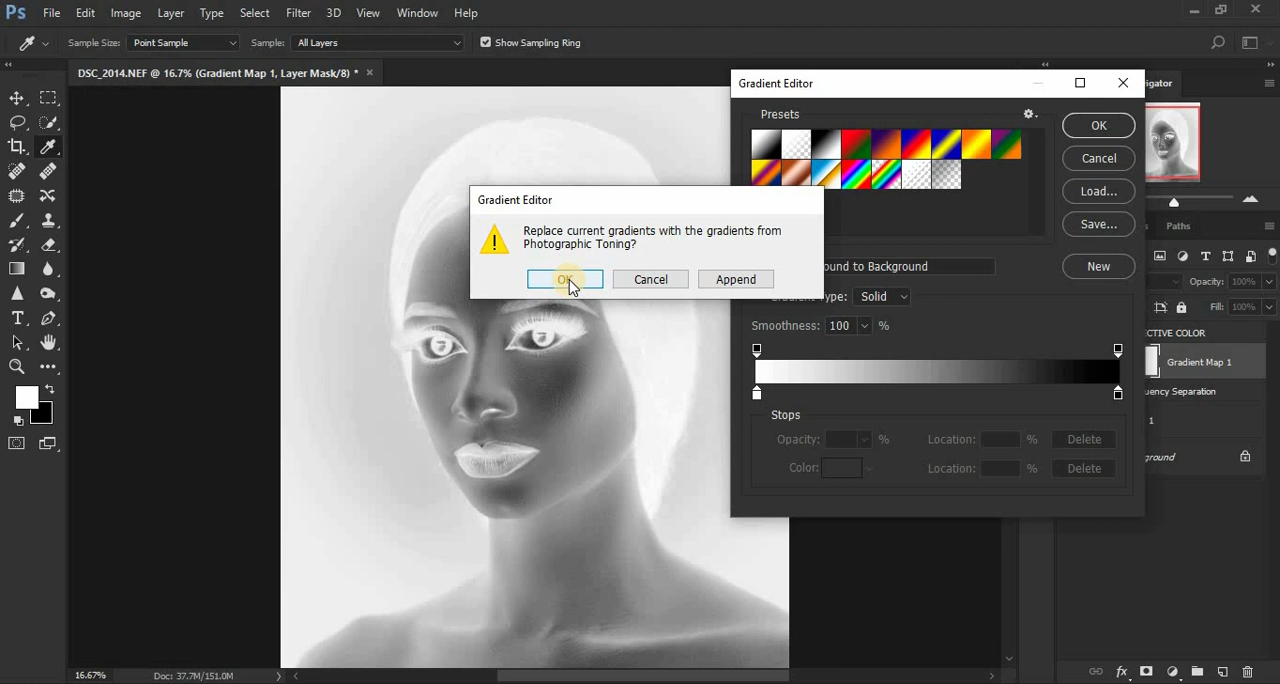 Ps File Edit Image Layer Type Select Filter 3D View Window Help
Sample Size: Point Sample Sample: All Layers Show Sampling Ring
DSC_2014.NEF @ 16.7% (Gradient Map 1, Layer Mask/8) *
Gradient Editor
Presets
OK
Cancel
Load...
Save...
New
Gradient Editor
Replace current gradients with the gradients from
Photographic Toning?
OK Cancel Append
ound to Background
Gradient Type: Solid
Smoothness: 100 %
Stops
Opacity: % Location: % Delete
Color: Location: % Delete
igator
Paths
Opacity: 100%
Fill: 100%
ECTIVE COLOR
Gradient Map 1
uency Separation
1
ground
16.67% Doc: 37.7M/151.0M
fx